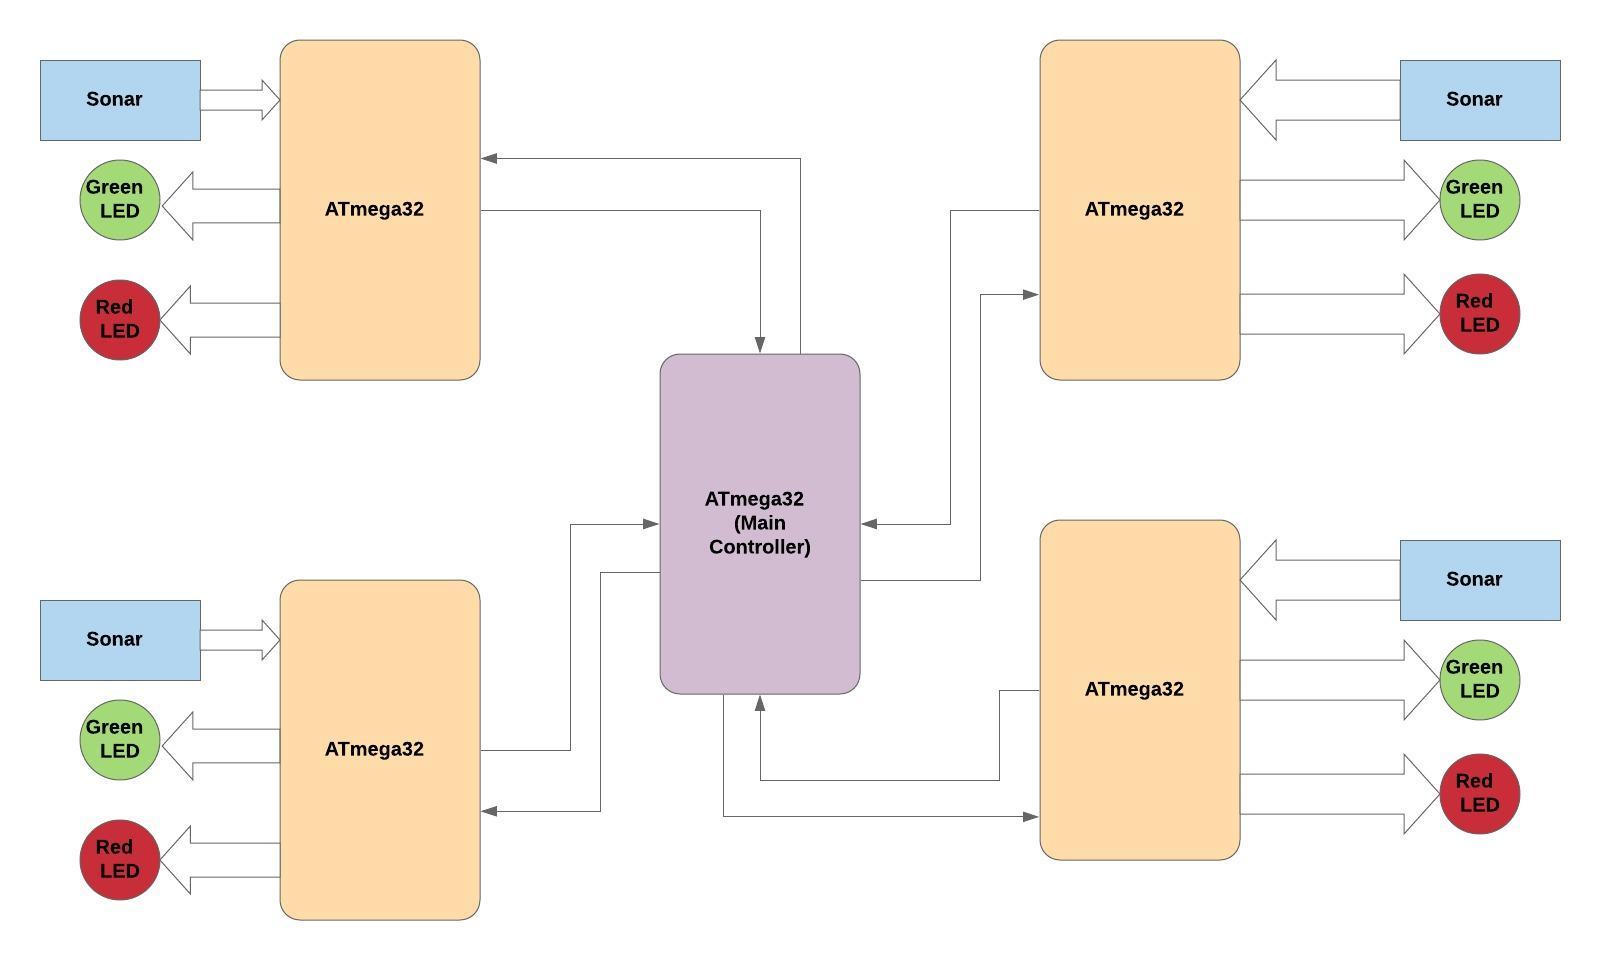 Sonar
Green
LED
Red
LED
ATmega32
ATmega32
Sonar
Green
LED
Red
LED
ATmega32
(Main
Controller)
Sonar
Green
LED
Red
LED
ATmega32
ATmega32
Sonar
Green
LED
Red
LED